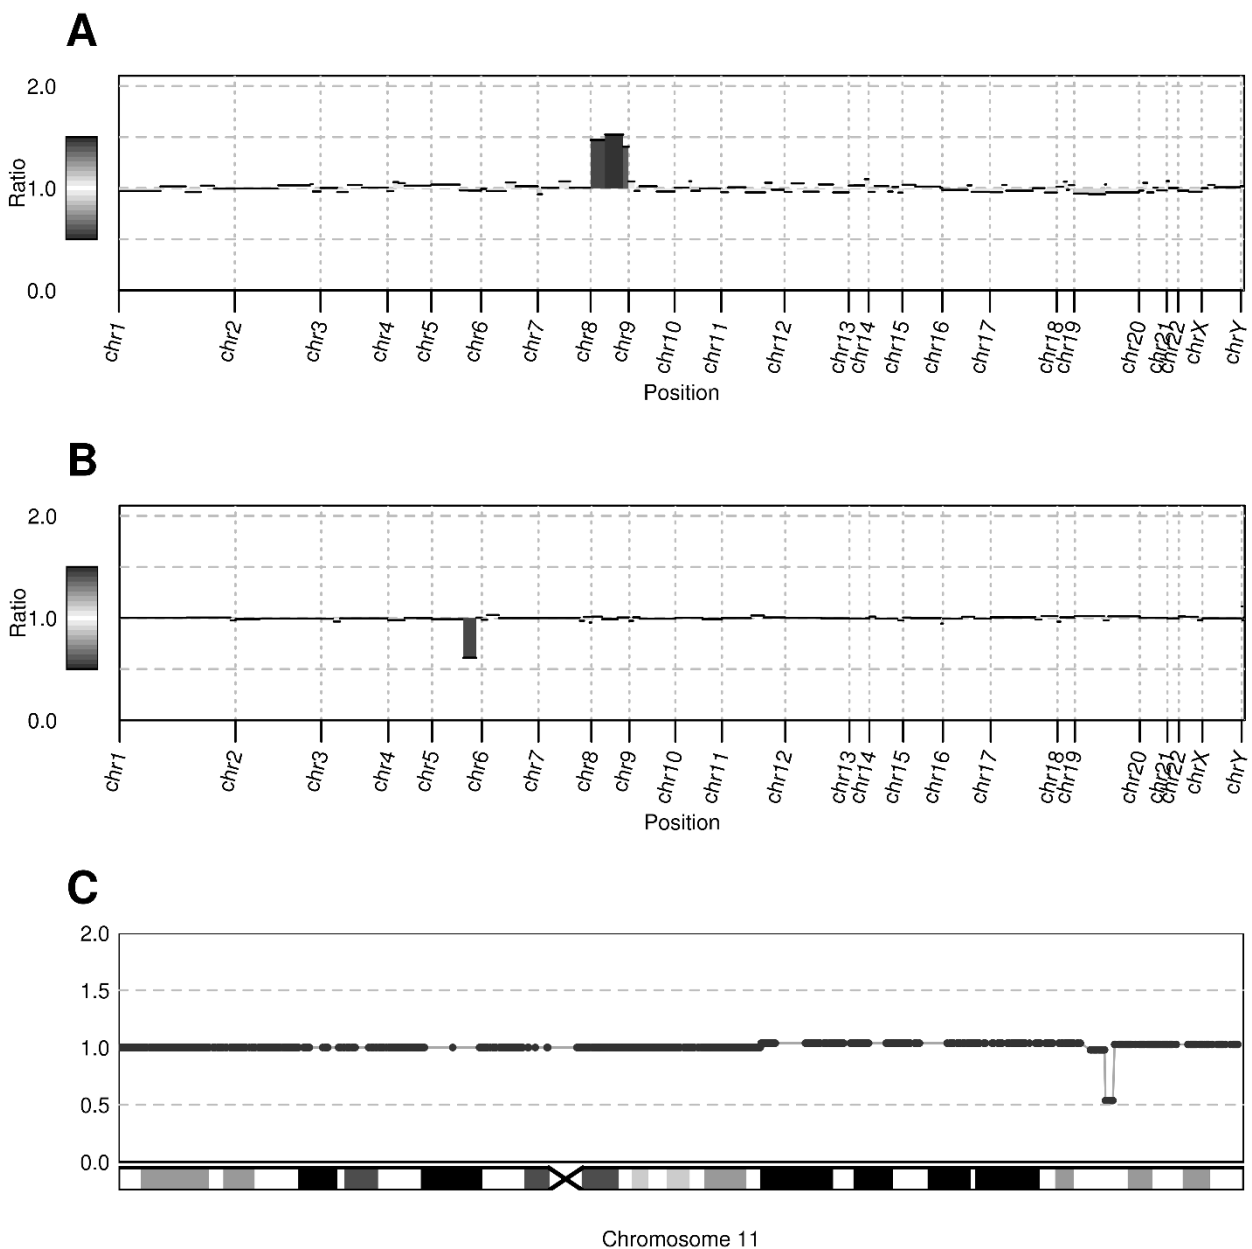 A
2.0
1.0
0.0
Ratio
chr1 chr2 chr3 chr4 chr5 chr6 chr7 chr8 chr9 chr10 chr11 chr12 chr13 chr14 chr15 chr16 chr17 chr18 chr19 chr20 chr21 chr22 chrX chrY
Position
B
2.0
1.0
0.0
Ratio
chr1 chr2 chr3 chr4 chr5 chr6 chr7 chr8 chr9 chr10 chr11 chr12 chr13 chr14 chr15 chr16 chr17 chr18 chr19 chr20 chr21 chr22 chrX chrY
Position
C
2.0
1.5
1.0
0.5
0.0
Chromosome 11